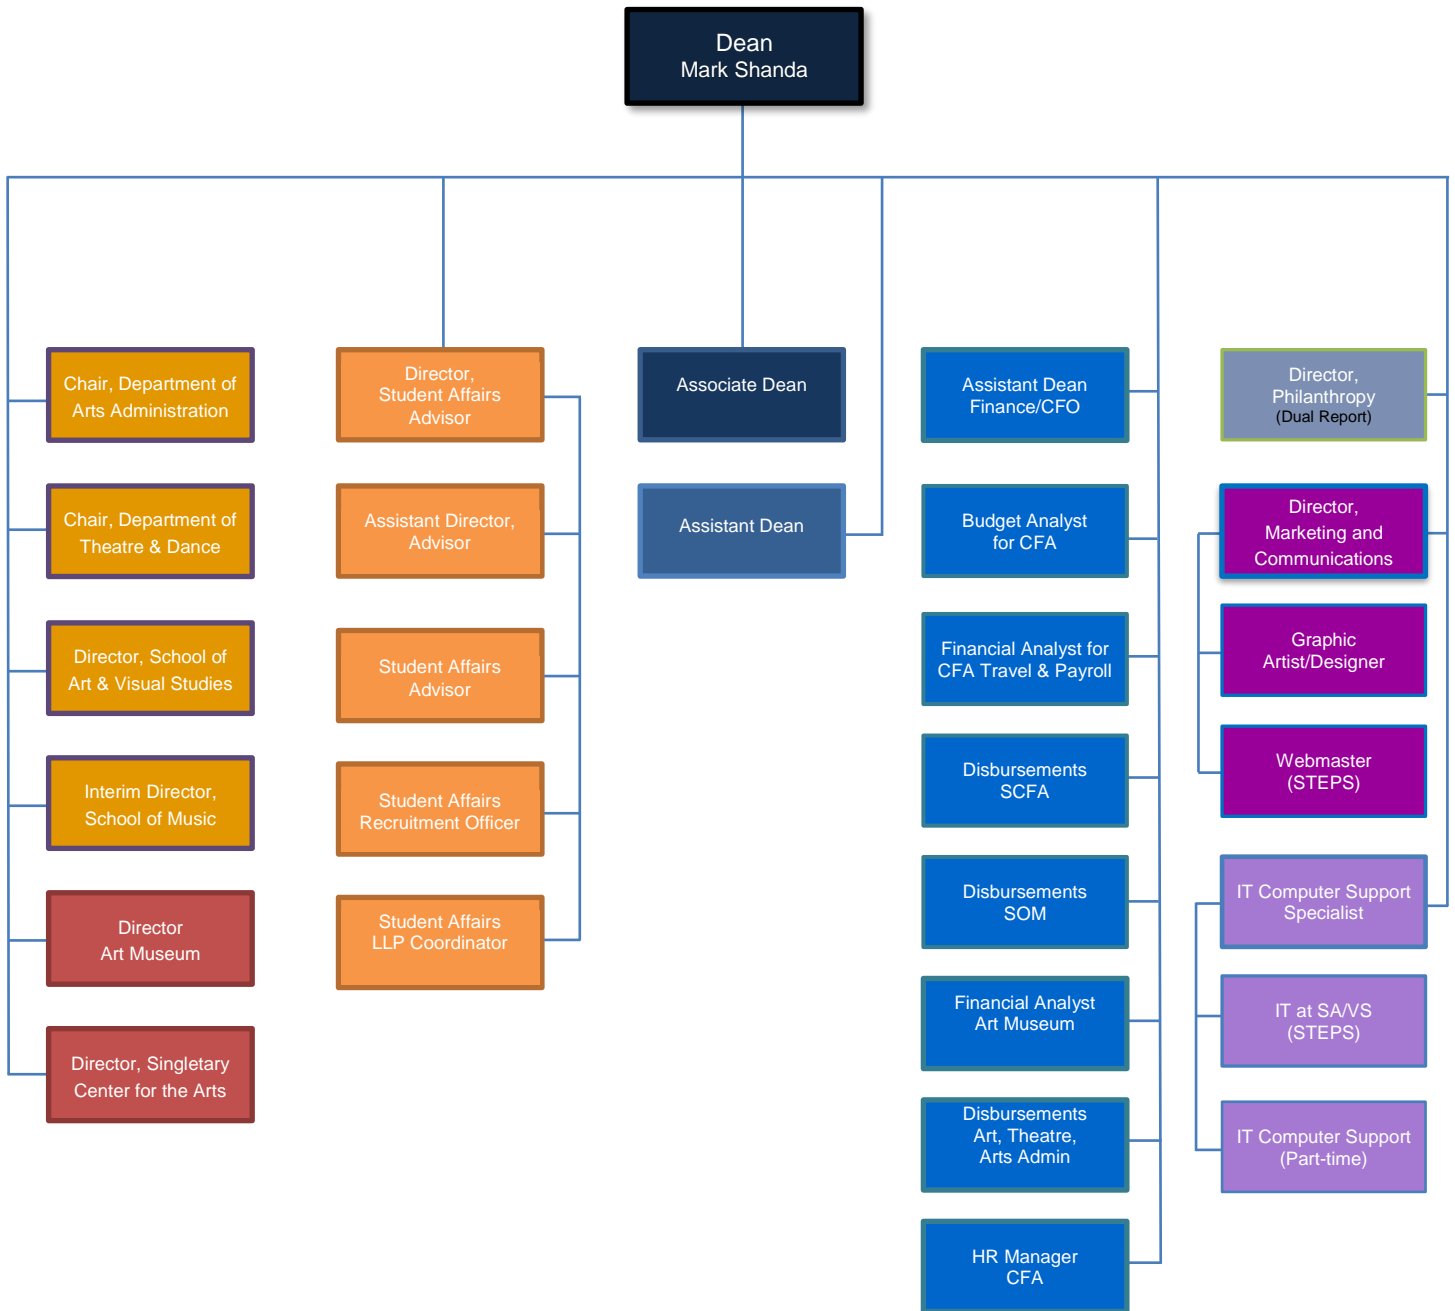 Dean
Mark Shanda
Chair, Department of
Arts Administration
Chair, Department of
Theatre & Dance
Director, School of
Art & Visual Studies
Interim Director,
School of Music
Director
Art Museum
Director, Singletary
Center for the Arts
Director,
Student Affairs
Advisor
Assistant Director,
Advisor
Student Affairs
Advisor
Student Affairs
Recruitment Officer
Student Affairs
LLP Coordinator
Associate Dean
Assistant Dean
Assistant Dean
Finance/CFO
Budget Analyst
for CFA
Financial Analyst for
CFA Travel & Payroll
Disbursements
SCFA
Disbursements
SOM
Financial Analyst
Art Museum
Disbursements
Art, Theatre,
Arts Admin
HR Manager
CFA
Director,
Philanthropy
(Dual Report)
Director,
Marketing and
Communications
Graphic
Artist/Designer
Webmaster
(STEPS)
IT Computer Support
Specialist
IT at SA/VS
(STEPS)
IT Computer Support
(Part-time)